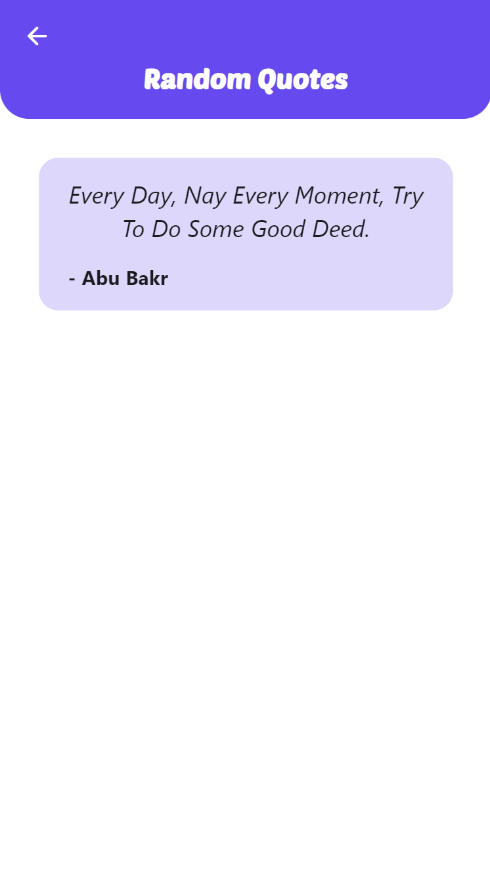 Random Quotes
Every Day, Nay Every Moment, Try
To Do Some Good Deed.
- Abu Bakr